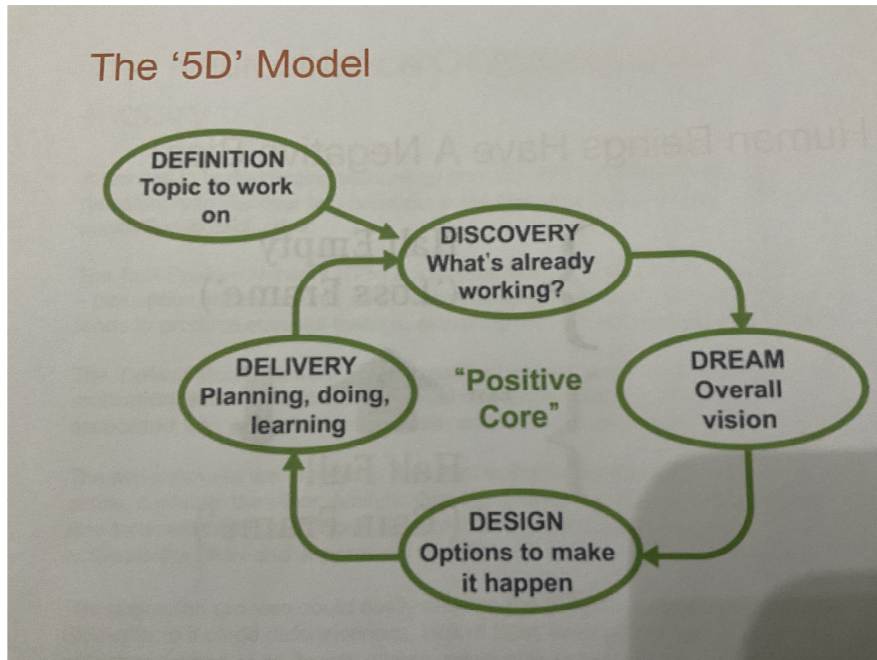 The ‘5D’ Model
DEFINITION
Topic to work
on
DISCOVERY
What's already
working?
DREAM
Overall
vision
DESIGN
Options to make
it happen
DELIVERY
Planning, doing,
learning
“Positive
Core”